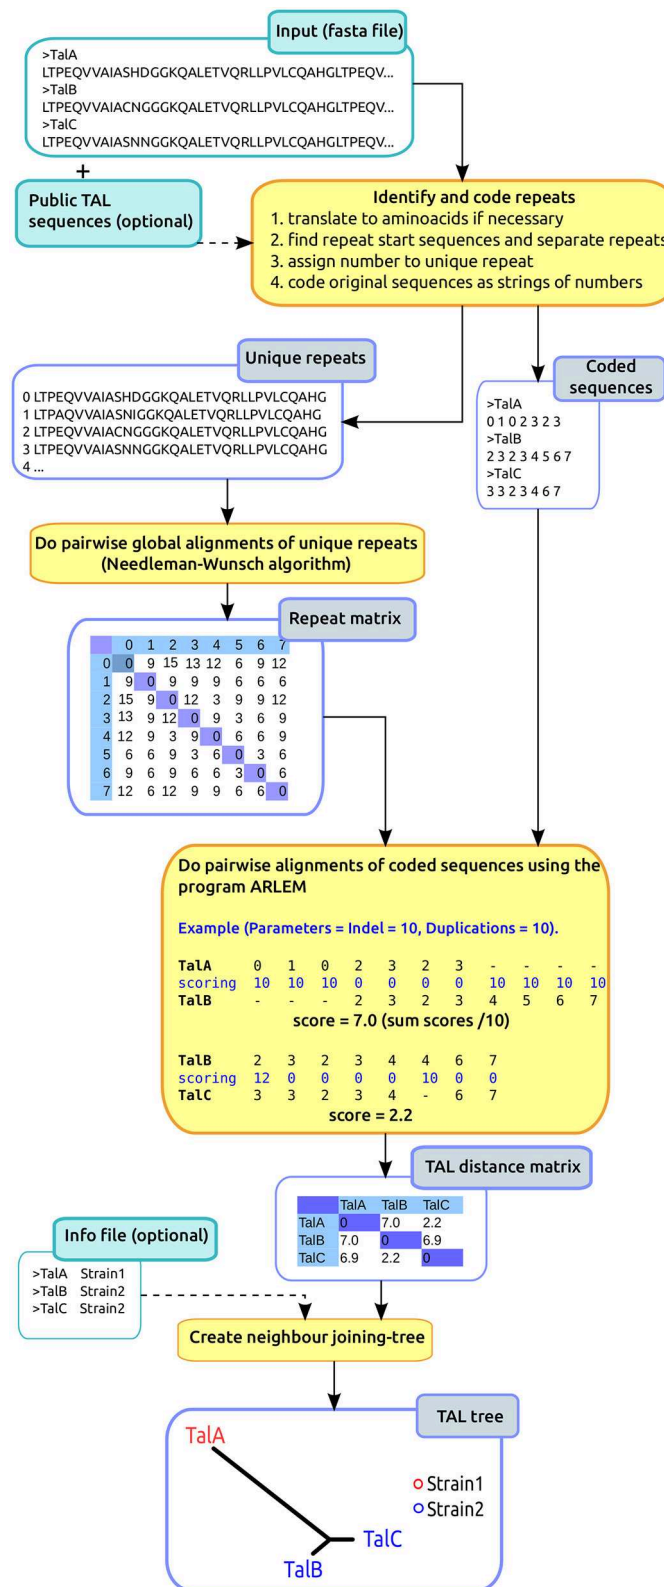 Input (fasta file)
>TalA
LTPEQVVAIASHDGGKQALETVQRLLPVLCQAHGLTPEQV...
>TalB
LTPEQVVAIACNGGGKQALETVQRLLPVLCQAHGLTPEQV...
>TalC
LTPEQVVAIASNNGGKQALETVQRLLPVLCQAHGLTPEQV...
+
Public TAL
sequences (optional)
Identify and code repeats
1. translate to aminoacids if necessary
2. find repeat start sequences and separate repeats
3. assign number to unique repeat
4. code original sequences as strings of numbers
Unique repeats
0 LTPEQVVAIASHDGGKQALETVQRLLPVLCQAHG
1 LTPAQVVAIASNIGGKQALETVQRLLPVLCQAHG
2 LTPEQVVAIACNGGGKQALETVQRLLPVLCQAHG
3 LTPEQVVAIASNNGGKQALETVQRLLPVLCQAHG
4 ...
Coded
sequences
>TalA
0 1 0 2 3 2 3
>TalB
2 3 2 3 4 5 6 7
>TalC
3 3 2 3 4 6 7
Do pairwise global alignments of unique repeats
(Needleman-Wunsch algorithm)
Repeat matrix
0 1 2 3 4 5 6 7
0 0 9 15 13 12 6 9 12
1 9 0 9 9 9 6 6 6
2 15 9 0 12 3 9 9 12
3 13 9 12 0 9 3 6 9
4 12 9 3 9 0 6 6 9
5 6 6 9 3 6 0 3 6
6 9 6 9 6 6 3 0 6
7 12 6 12 9 9 6 6 0
Do pairwise alignments of coded sequences using the
program ARLEM
Example (Parameters = Indel = 10, Duplications = 10).
TalA 0 1 0 2 3 2 3 - - - -
scoring 10 10 10 0 0 0 0 10 10 10 10
TalB - - - 2 3 2 3 4 5 6 7
score = 7.0 (sum scores /10)
TalB 2 3 2 3 4 4 6 7
scoring 12 0 0 0 0 10 0 0
TalC 3 3 2 3 4 - 6 7
score = 2.2
TAL distance matrix
TalA TalB TalC
TalA 0 7.0 2.2
TalB 7.0 0 6.9
TalC 6.9 2.2 0
Info file (optional)
>TalA Strain1
>TalB Strain2
>TalC Strain2
Create neighbour joining-tree
TAL tree
TalA
Strain1
Strain2
TalC
TalB